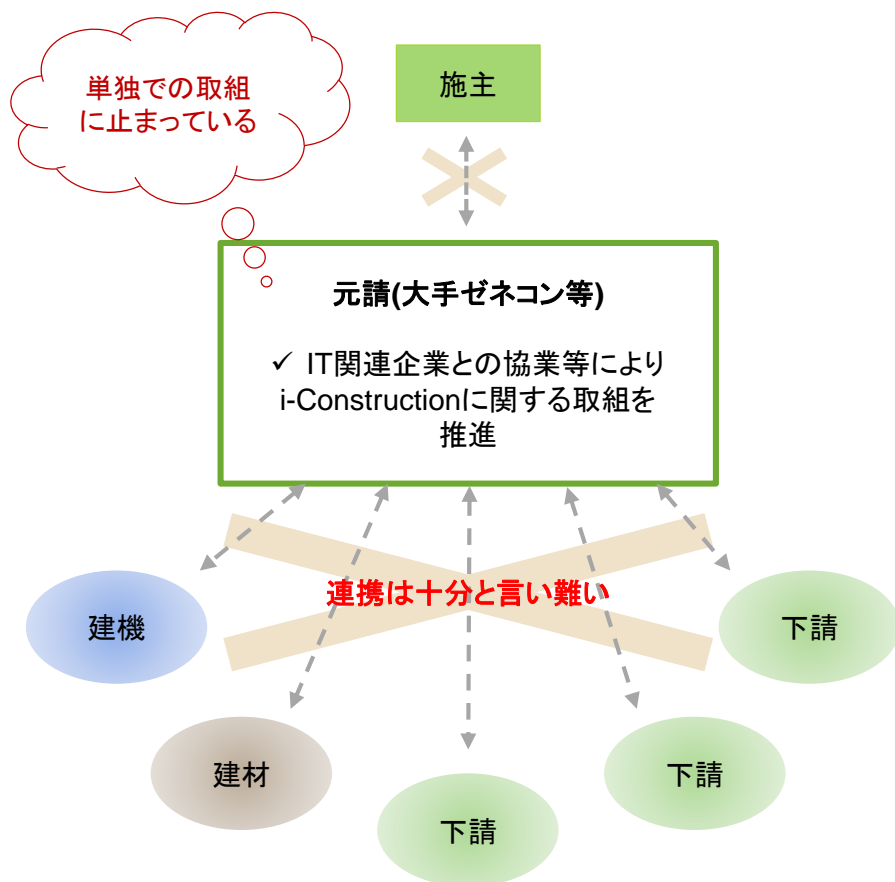 単独での取組
に止まっている
施主
元請(大手ゼネコン等)
✓ IT関連企業との協業等により
i-Constructionに関する取組を
推進
連携は十分と言い難い
建機
下請
建材
下請
下請